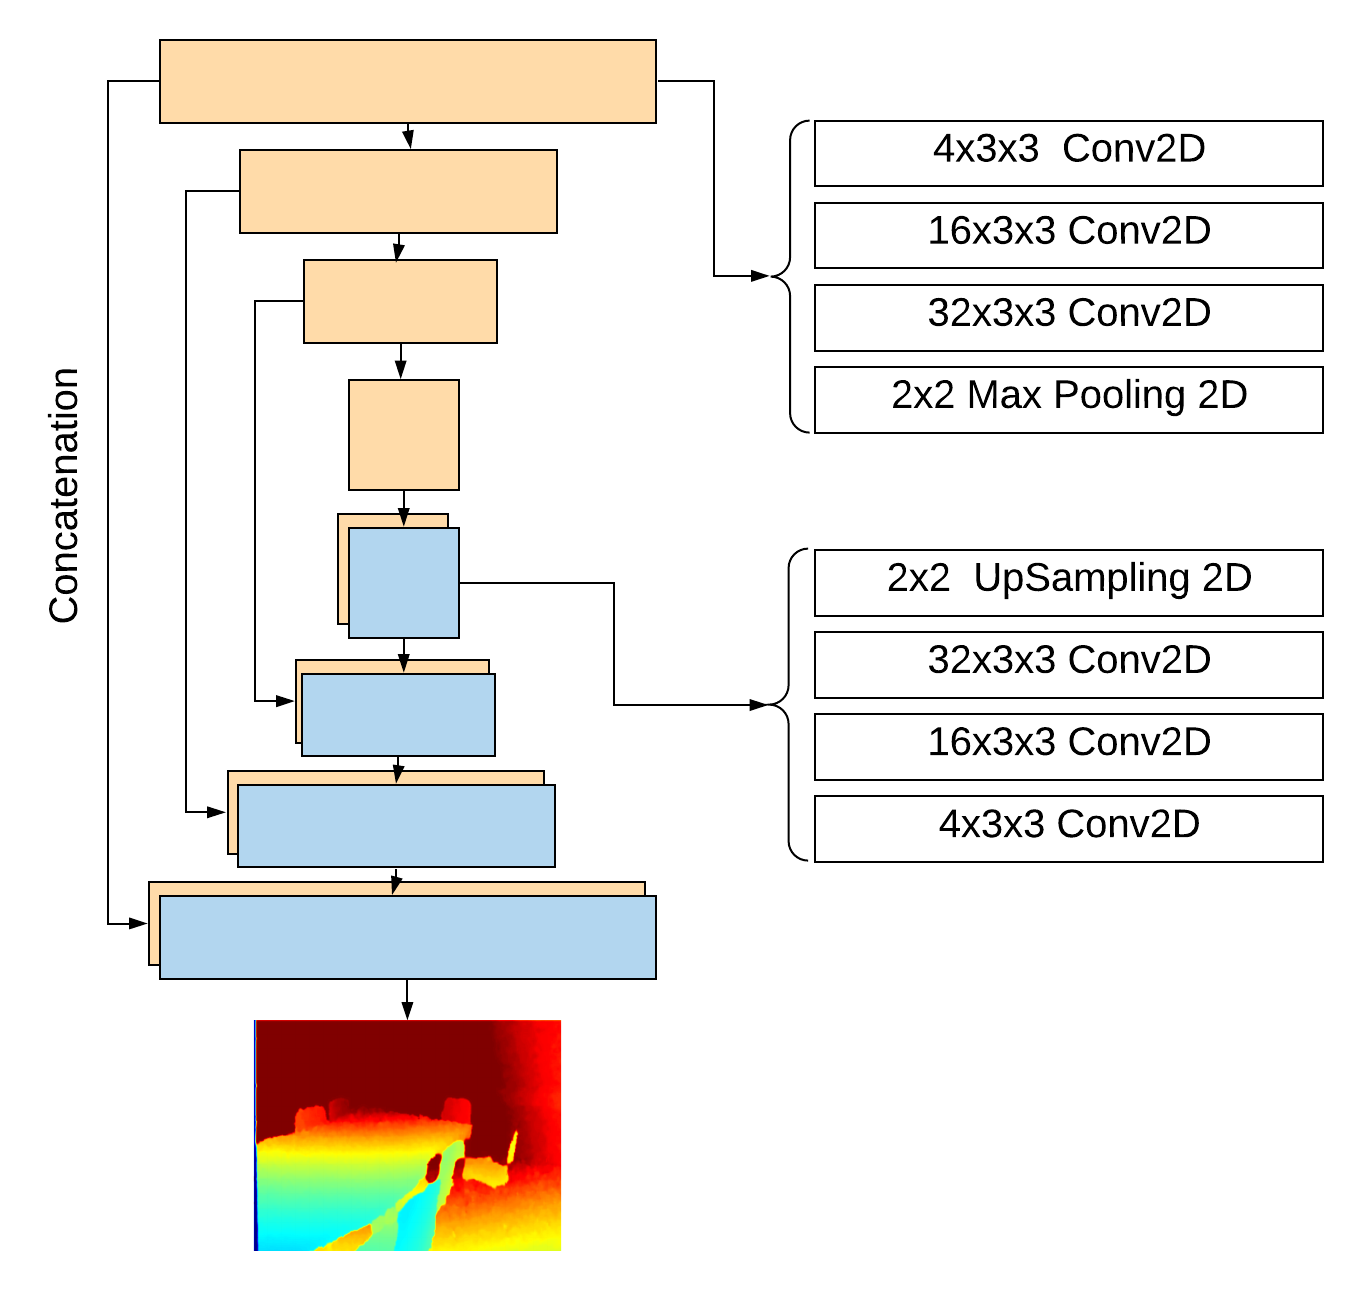 Concatenation
4x3x3 Conv2D
16x3x3 Conv2D
32x3x3 Conv2D
2x2 Max Pooling 2D
2x2 UpSampling 2D
32x3x3 Conv2D
16x3x3 Conv2D
4x3x3 Conv2D